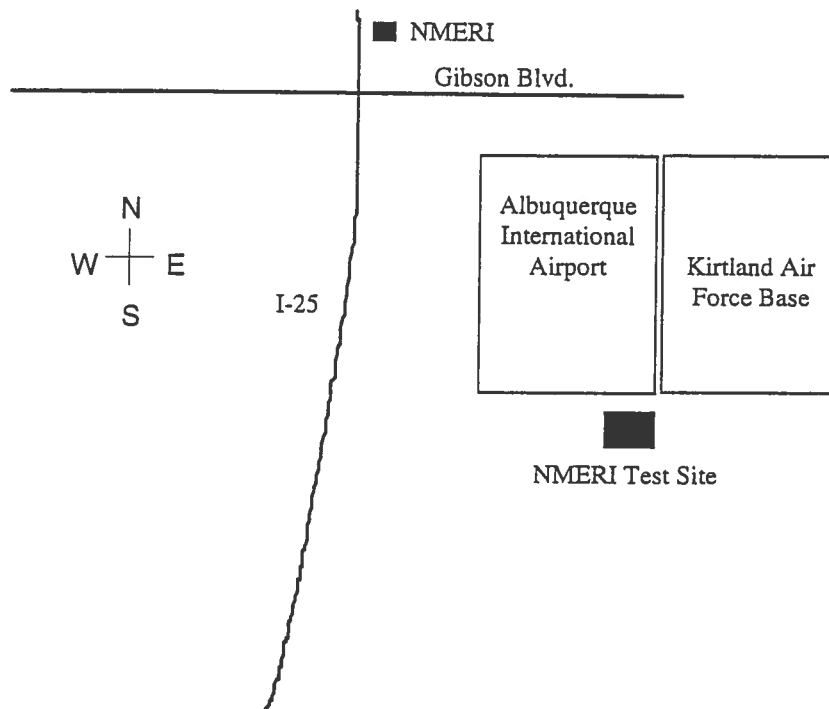 NMERI
Gibson Blvd.
Albuquerque
International
Airport
Kirtland Air
Force Base
N
W
E
S
I-25
NMERI Test Site